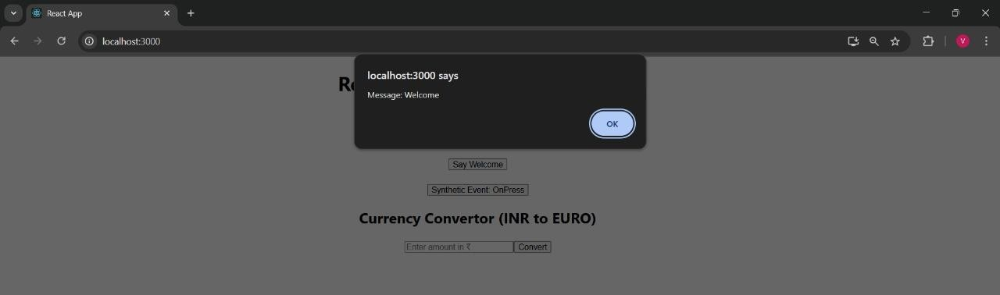 React App
localhost:3000
V
localhost:3000 says
Message: Welcome
OK
Say Welcome
Synthetic Event: OnPress
Currency Convertor (INR to EURO)
Enter amount in ₹ Convert